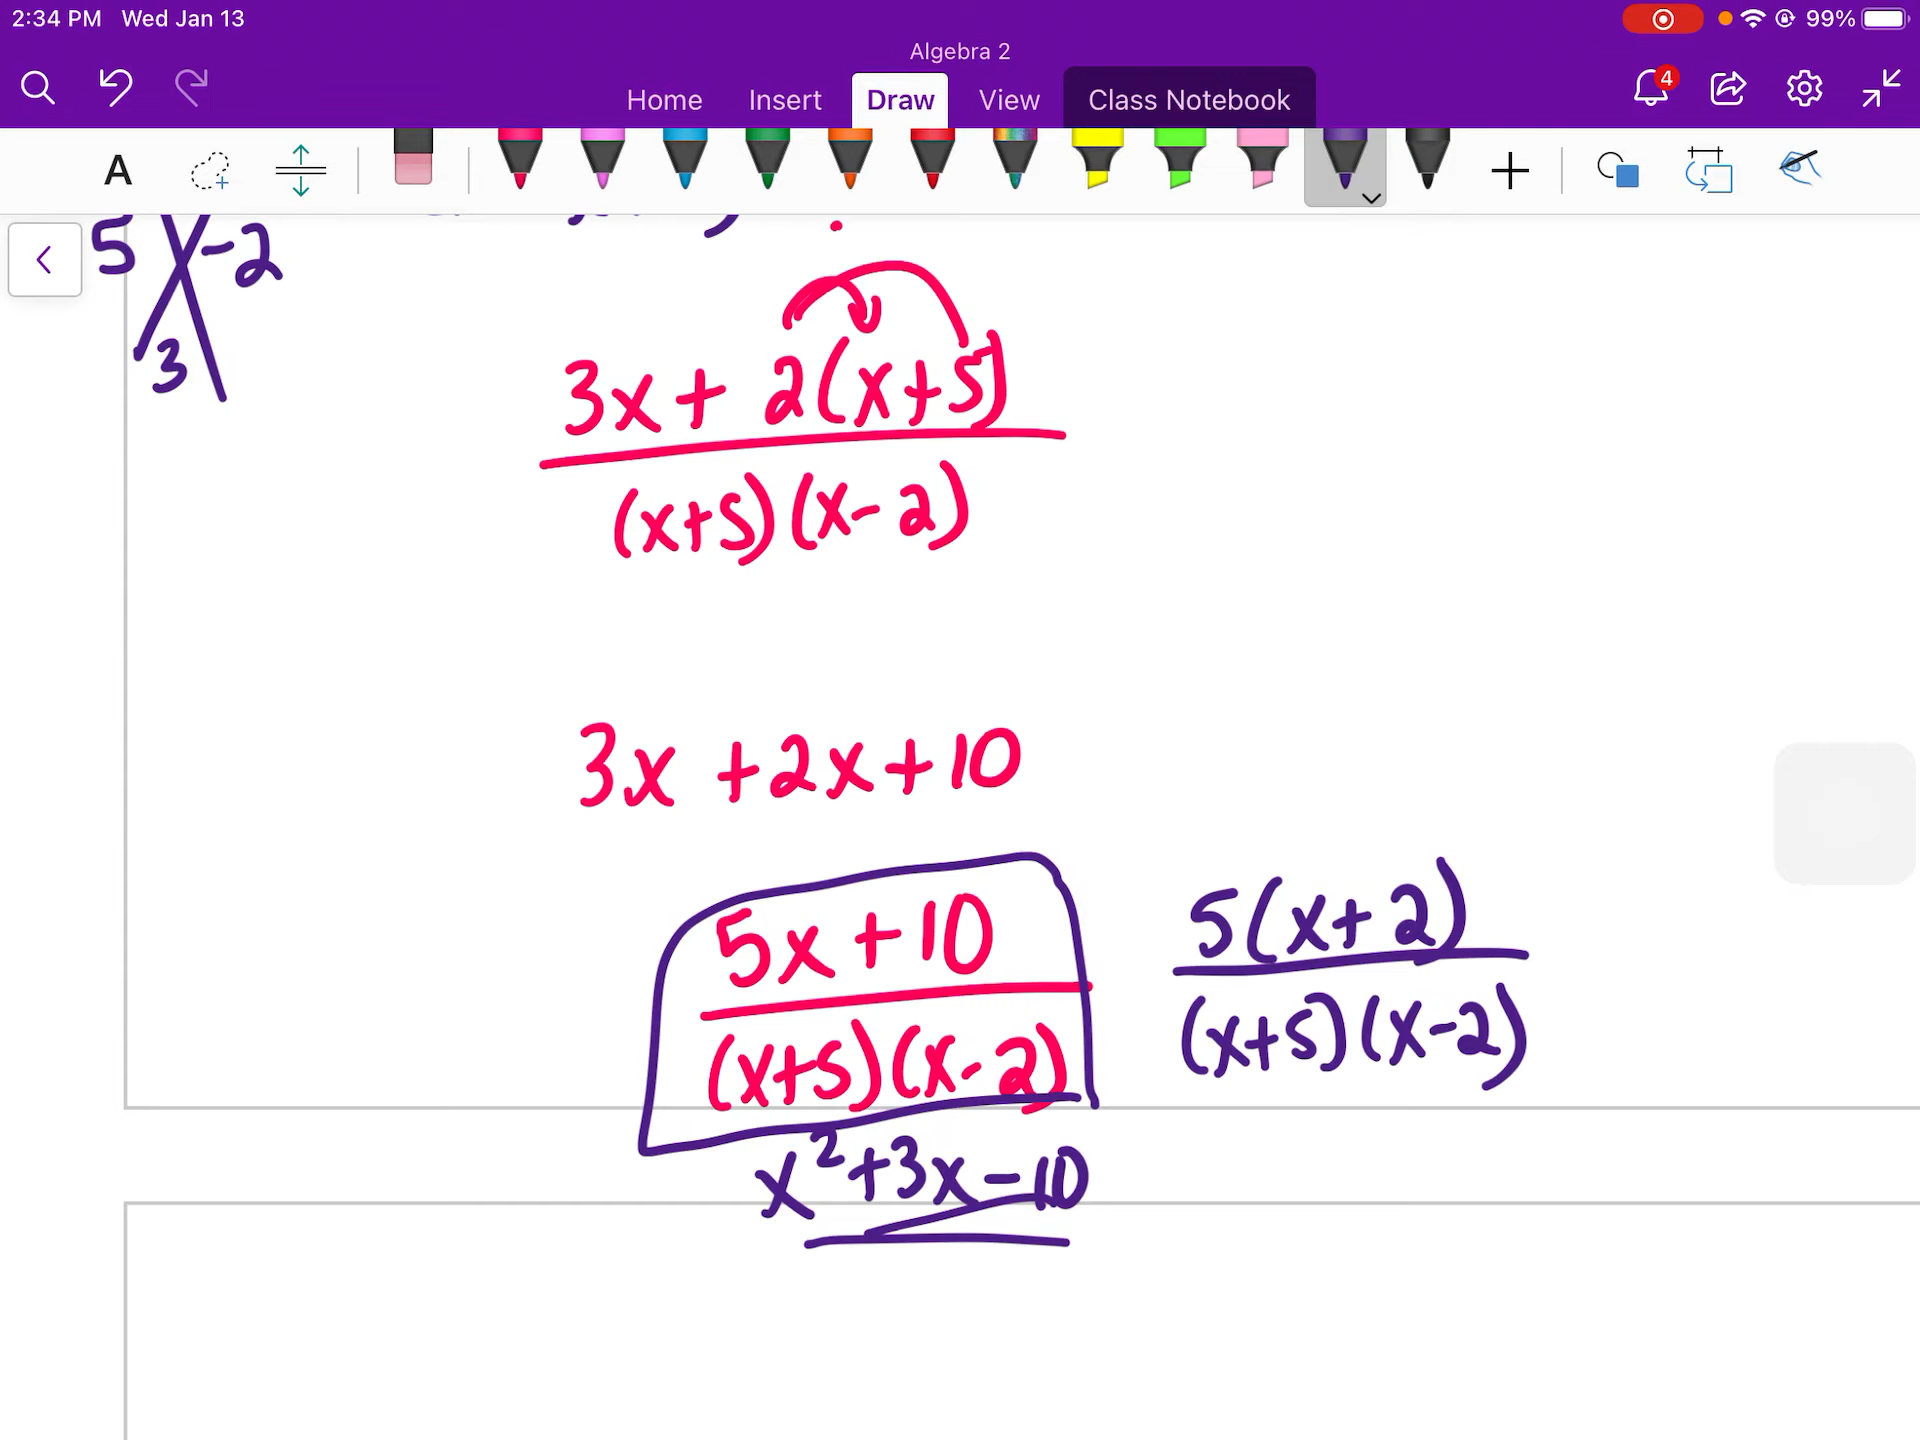 2:34 PM Wed Jan 13 99%
Algebra 2
4
Home Insert Draw View Class Notebook
A
5 -2
3
3x + 2(x+5)
(x+5)(x-2)
3x +2x+10
5x+10
(x+5)(x-2)
5(x+2)
(x+5)(x-2)
x²+3x-10